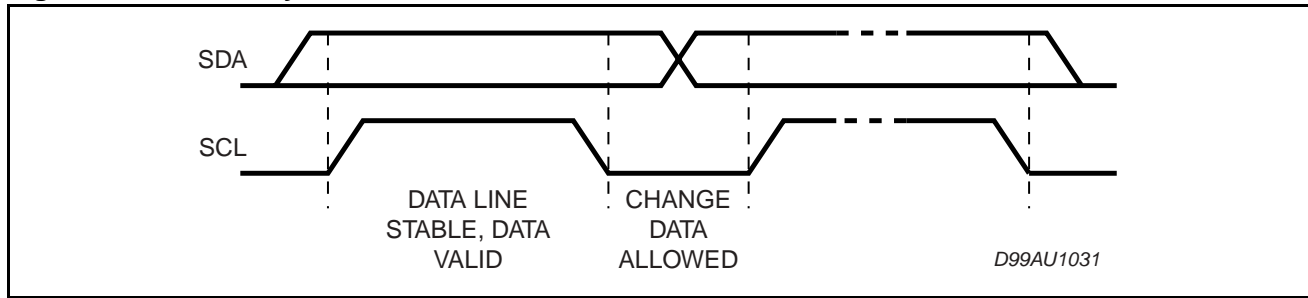 SDA
SCL
DATA LINE
STABLE, DATA
VALID
CHANGE
DATA
ALLOWED
D99AU1031